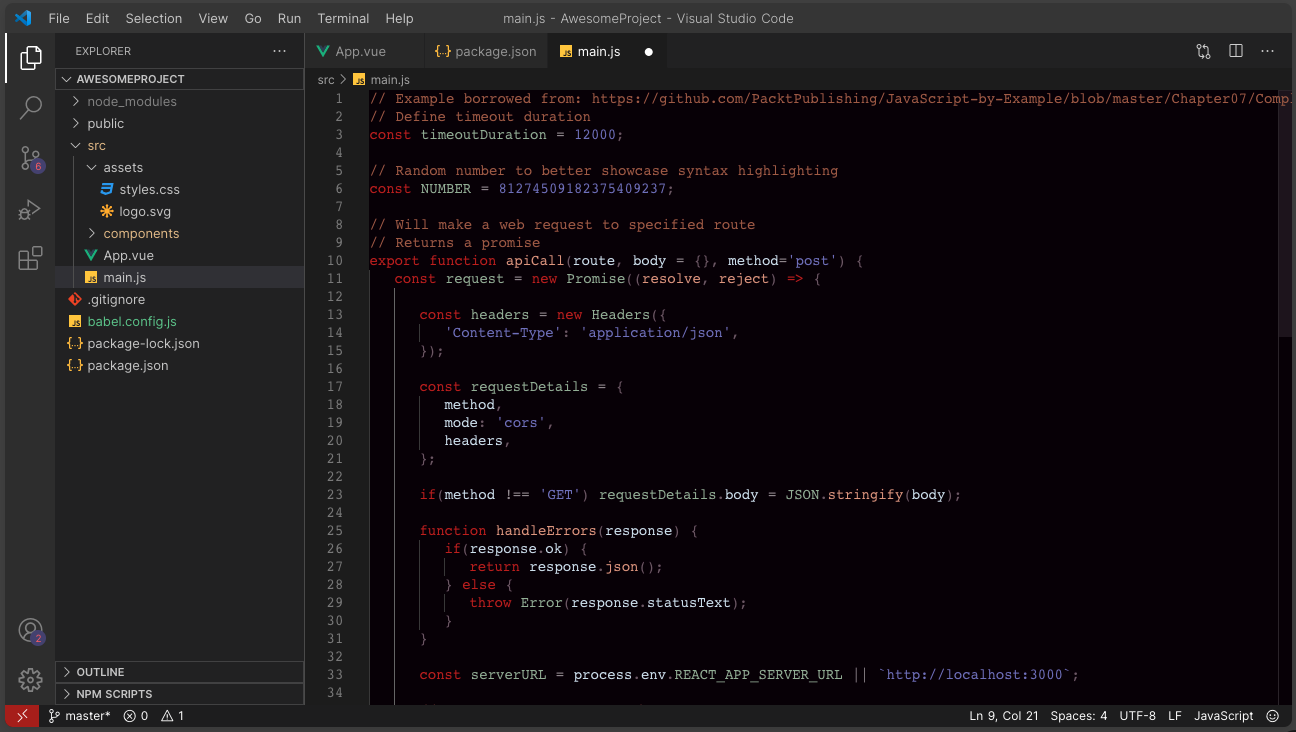 File Edit Selection View Go Run Terminal Help
main.js - AwesomeProject - Visual Studio Code
EXPLORER
AWESOMEPROJECT
node_modules
public
src
assets
styles.css
logo.svg
components
App.vue
main.js
.gitignore
babel.config.js
package-lock.json
package.json
OUTLINE
NPM SCRIPTS
6
2
App.vue
package.json
main.js
src > main.js
1 // Example borrowed from: https://github.com/PacktPublishing/JavaScript-by-Example/blob/master/Chapter07/Compl
2 // Define timeout duration
3 const timeoutDuration = 12000;
4
5 // Random number to better showcase syntax highlighting
6 const NUMBER = 81274509182375409237;
7
8 // Will make a web request to specified route
9 // Returns a promise
10 export function apiCall(route, body = {}, method='post') {
11 const request = new Promise((resolve, reject) => {
12
13 const headers = new Headers({
14 'Content-Type': 'application/json',
15 });
16
17 const requestDetails = {
18 method,
19 mode: 'cors',
20 headers,
21 };
22
23 if(method !== 'GET') requestDetails.body = JSON.stringify(body);
24
25 function handleErrors(response) {
26 if(response.ok) {
27 return response.json();
28 } else {
29 throw Error(response.statusText);
30 }
31 }
32
33 const serverURL = process.env.REACT_APP_SERVER_URL || `http://localhost:3000`;
34
master* 0 1
Ln 9, Col 21 Spaces: 4 UTF-8 LF JavaScript